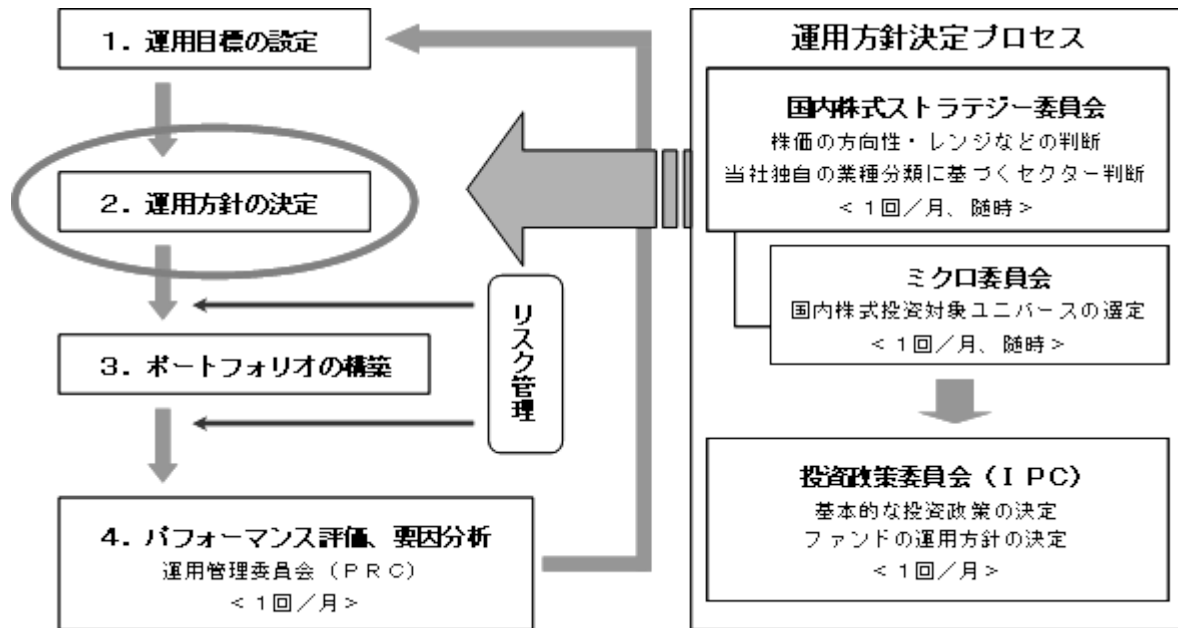 1．運用目標の設定
2．運用方針の決定
3．ポートフォリオの構築
リスク管理
4．パフォーマンス評価、要因分析
運用管理委員会（ＰＲＣ）
＜1回／月＞
運用方針決定プロセス
国内株式ストラテジー委員会
株価の方向性・レンジなどの判断
当社独自の業種分類に基づくセクター判断
＜1回／月、随時＞
ミクロ委員会
国内株式投資対象ユニバースの選定
＜1回／月、随時＞
投資政策委員会（ＩＰＣ）
基本的な投資政策の決定
ファンドの運用方針の決定
＜1回／月＞